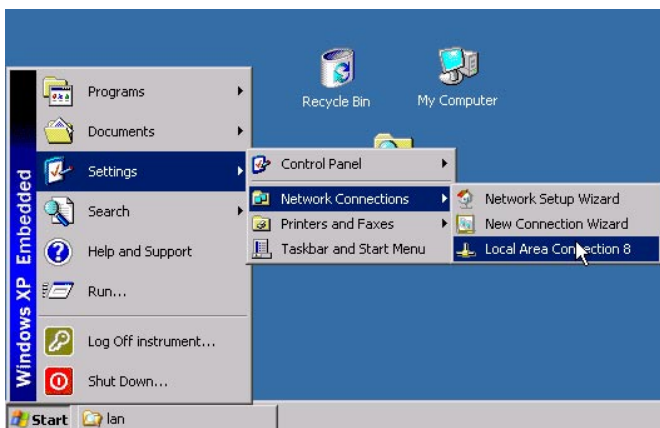 Recycle Bin
My Computer
Windows XP Embedded
Programs
Documents
Settings
Search
Help and Support
Run...
Log Off instrument...
Shut Down...
Control Panel
Network Connections
Printers and Faxes
Taskbar and Start Menu
Network Setup Wizard
New Connection Wizard
Local Area Connection 8
Start
lan